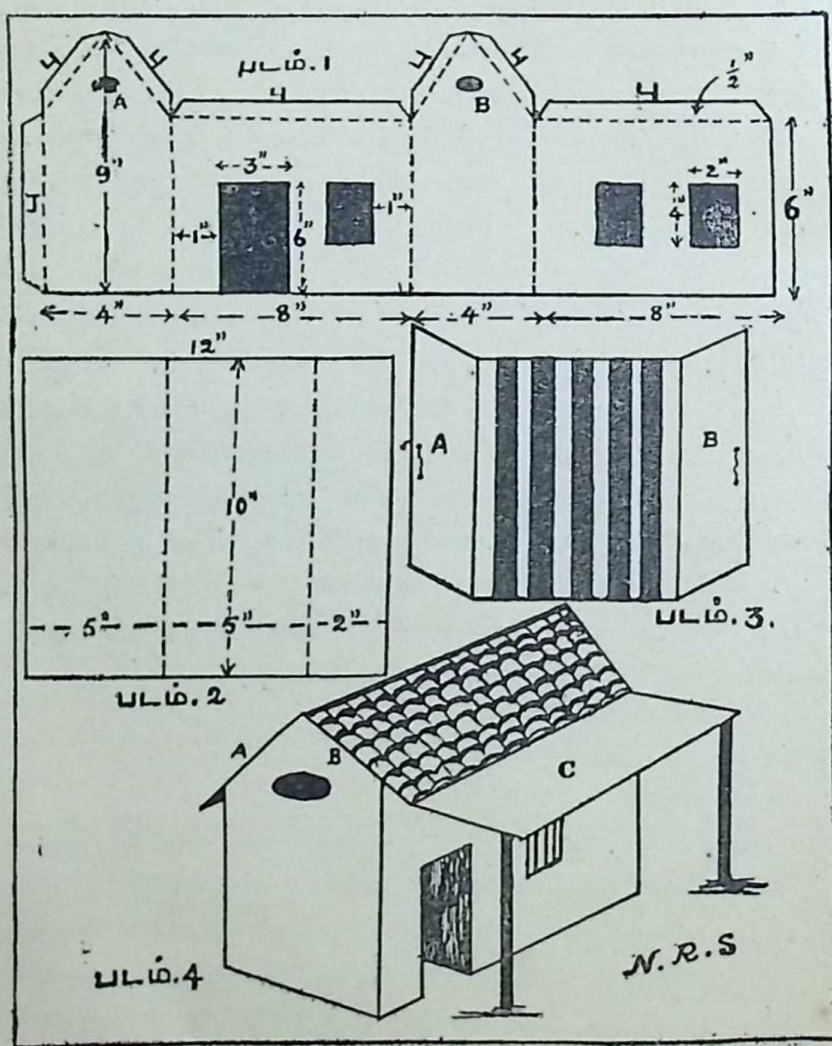 ч ч படம். 1 ч ч
ч ч ½"
A B
9" ←3"→ 2" 6"
J 1" 6" 1" 4"
4" 8" 4" 8"
12"
10"
A B
5" 5" 2"
படம். 3.
படம். 2
A B C
படம். 4
N. R. S